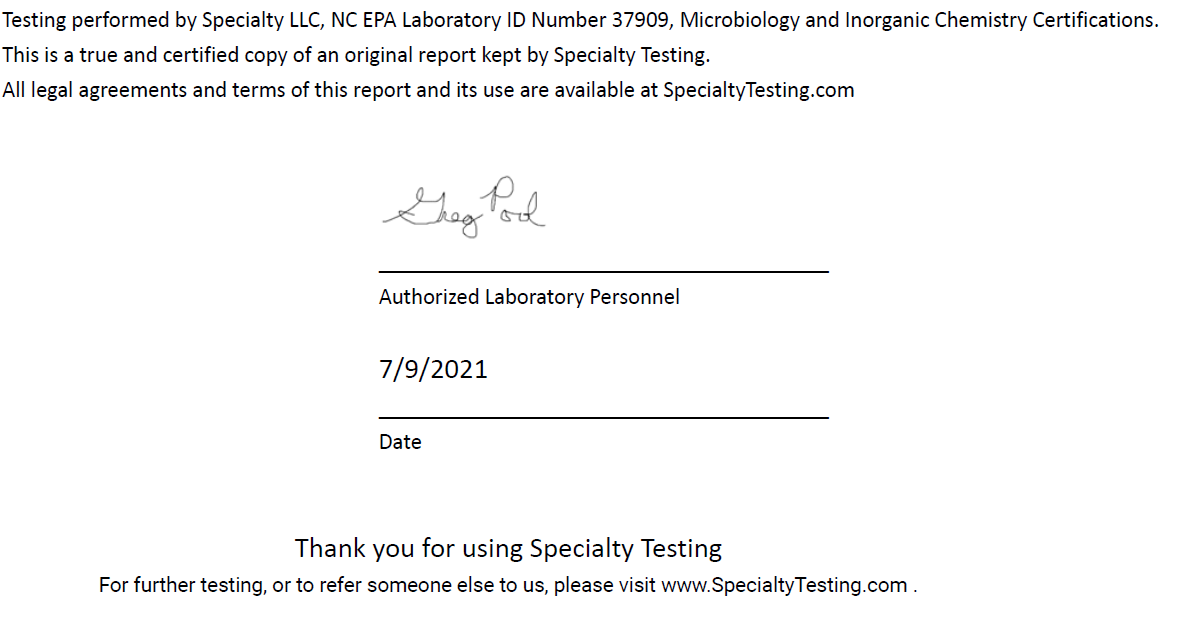 Testing performed by Specialty LLC, NC EPA Laboratory ID Number 37909, Microbiology and Inorganic Chemistry Certifications.
This is a true and certified copy of an original report kept by Specialty Testing.
All legal agreements and terms of this report and its use are available at SpecialtyTesting.com
Greg
Authorized Laboratory Personnel
7/9/2021
Date
Thank you for using Specialty Testing
For further testing, or to refer someone else to us, please visit www.SpecialtyTesting.com .